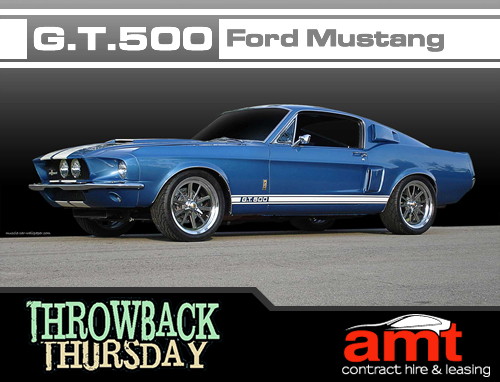 G.T.500 Ford Mustang
G.T.500
THROWBACK
THURSDAY
amt
contract hire & leasing